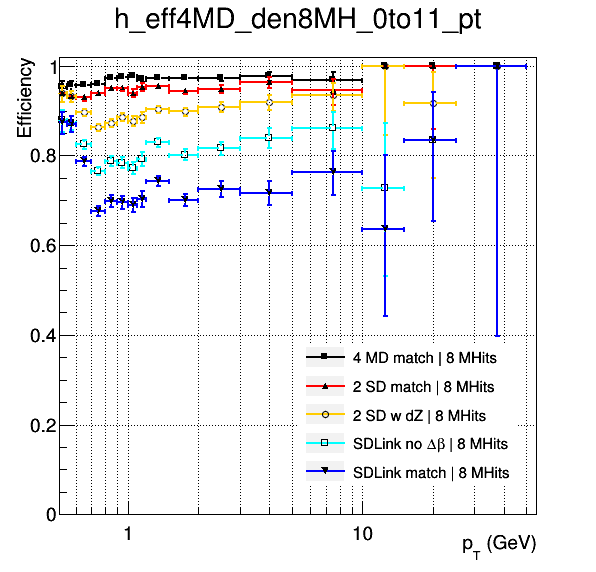 h_eff4MD_den8MH_0to11_pt
Efficiency
1
0.8
0.6
0.4
0.2
0
4 MD match | 8 MHits
2 SD match | 8 MHits
2 SD w dZ | 8 MHits
SDLink no Δβ | 8 MHits
SDLink match | 8 MHits
1
10
pT (GeV)